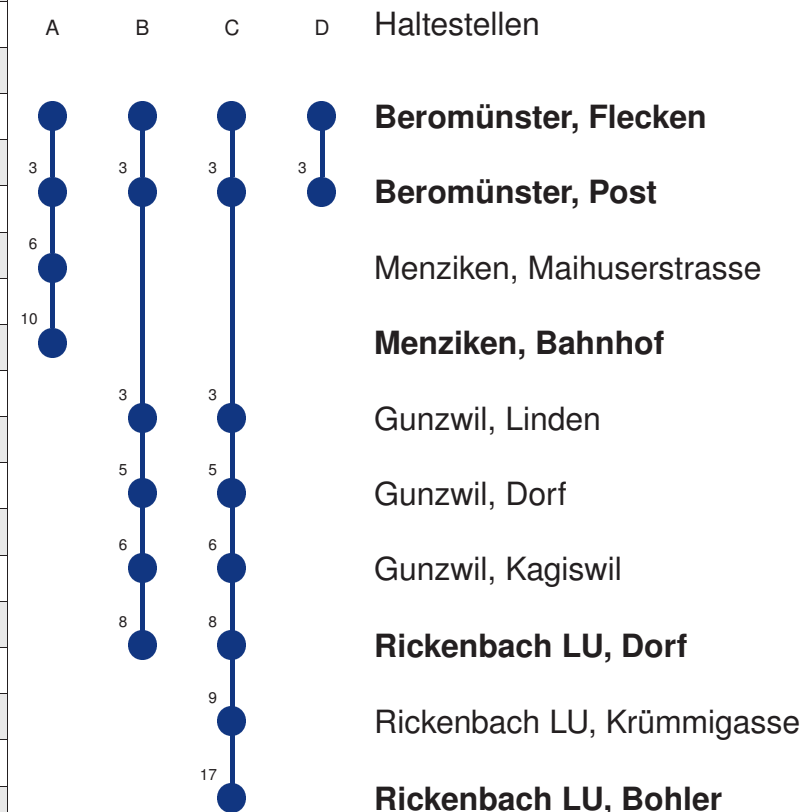 A B C D Haltestellen
Beromünster, Flecken
3 3 3 3 Beromünster, Post
6 Menziken, Maihuserstrasse
10 Menziken, Bahnhof
3 3 Gunzwil, Linden
5 5 Gunzwil, Dorf
6 6 Gunzwil, Kagiswil
8 8 Rickenbach LU, Dorf
9 Rickenbach LU, Krümmigasse
17 Rickenbach LU, Bohler